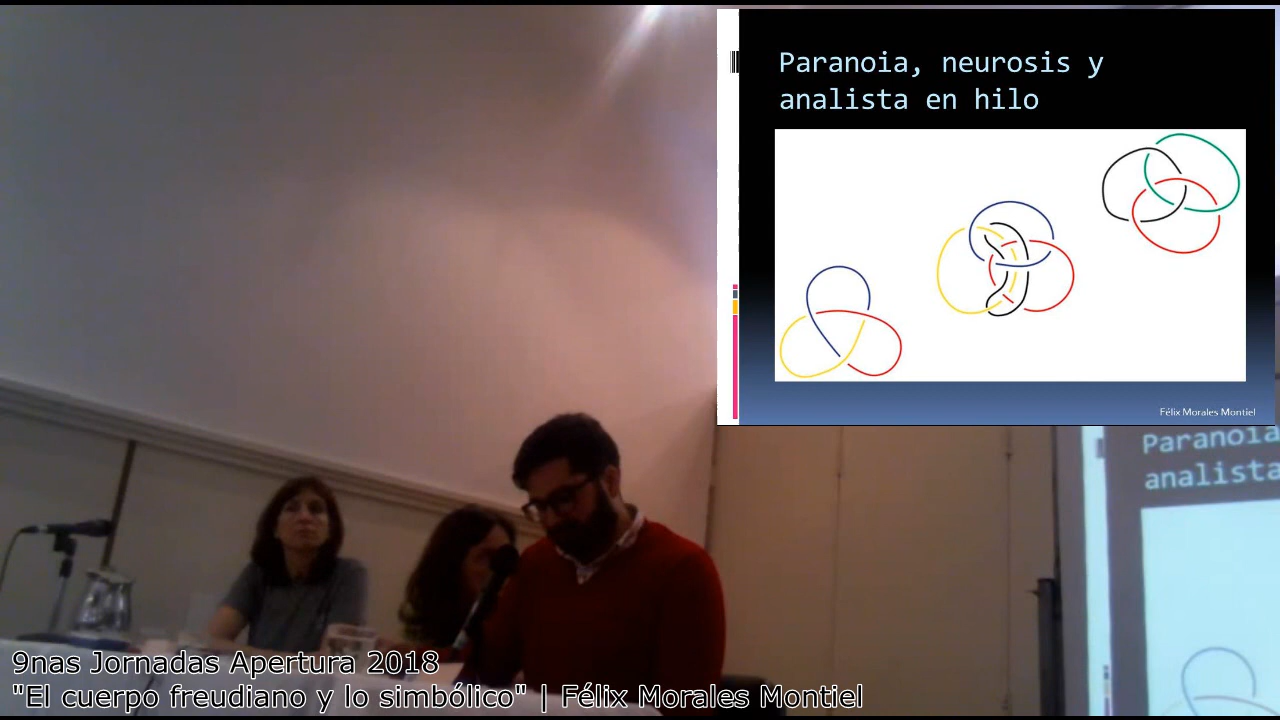 Paranoia, neurosis y
analista en hilo
Félix Morales Montiel
Paranoia
analista
9nas Jornadas Apertura 2018
"El cuerpo freudiano y lo simbólico" | Félix Morales Montiel